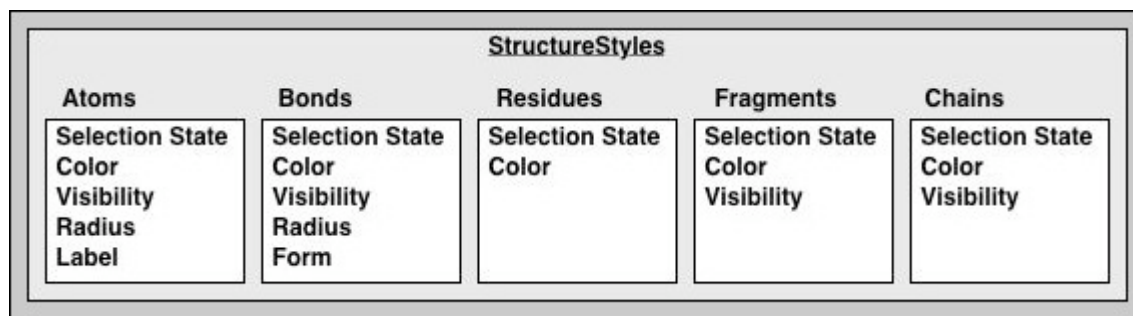 StructureStyles
Atoms
Selection State
Color
Visibility
Radius
Label
Bonds
Selection State
Color
Visibility
Radius
Form
Residues
Selection State
Color
Fragments
Selection State
Color
Visibility
Chains
Selection State
Color
Visibility